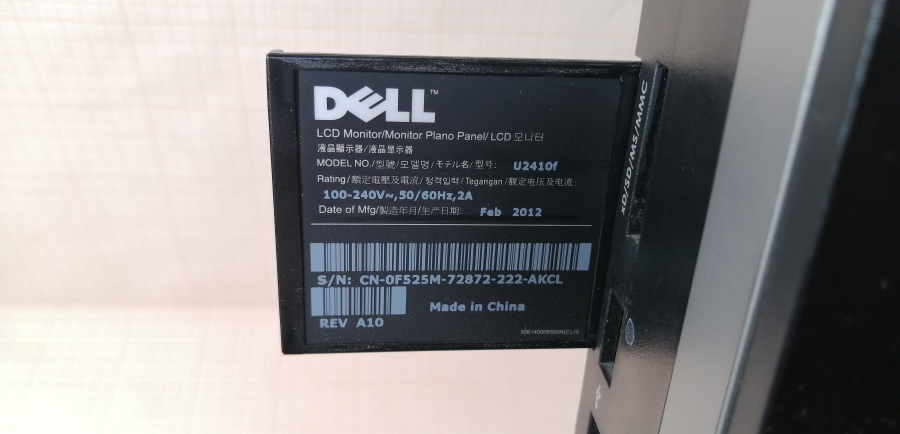 DELL™
LCD Monitor/Monitor Plano Panel/LCD 모니터
液晶顯示器/液晶显示器
MODEL NO./型號/모델명/モデル名/型号: U2410f
Rating/額定電壓及電流/정격입력/Tegangan/额定电压及电流:
100-240V~,50/60Hz,2A
Date of Mfg/製造年月/生产日期: Feb 2012
S/N: CN-0F525M-72872-222-AKCL
Made in China
REV A10
xD/SD/MS/MMC